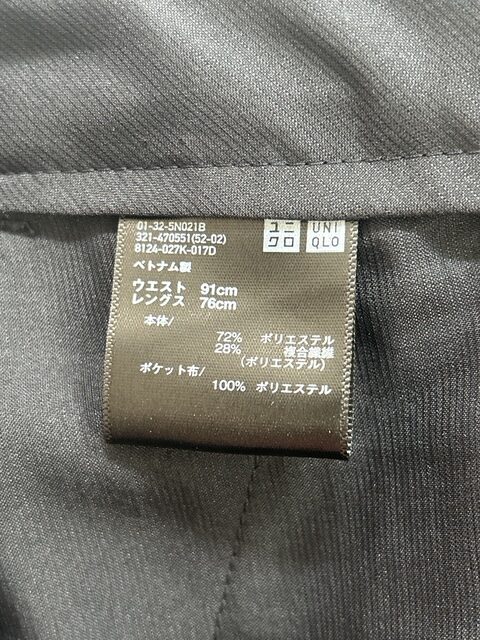 01-32-5N021B
321-470551(52-02)
8124-027K-017D
ユニ
クロ
UNI
QLO
ベトナム製
ウエスト 91cm
レングス 76cm
本体/
72% ポリエステル
28% 複合繊維
(ポリエステル)
ポケット布/
100% ポリエステル